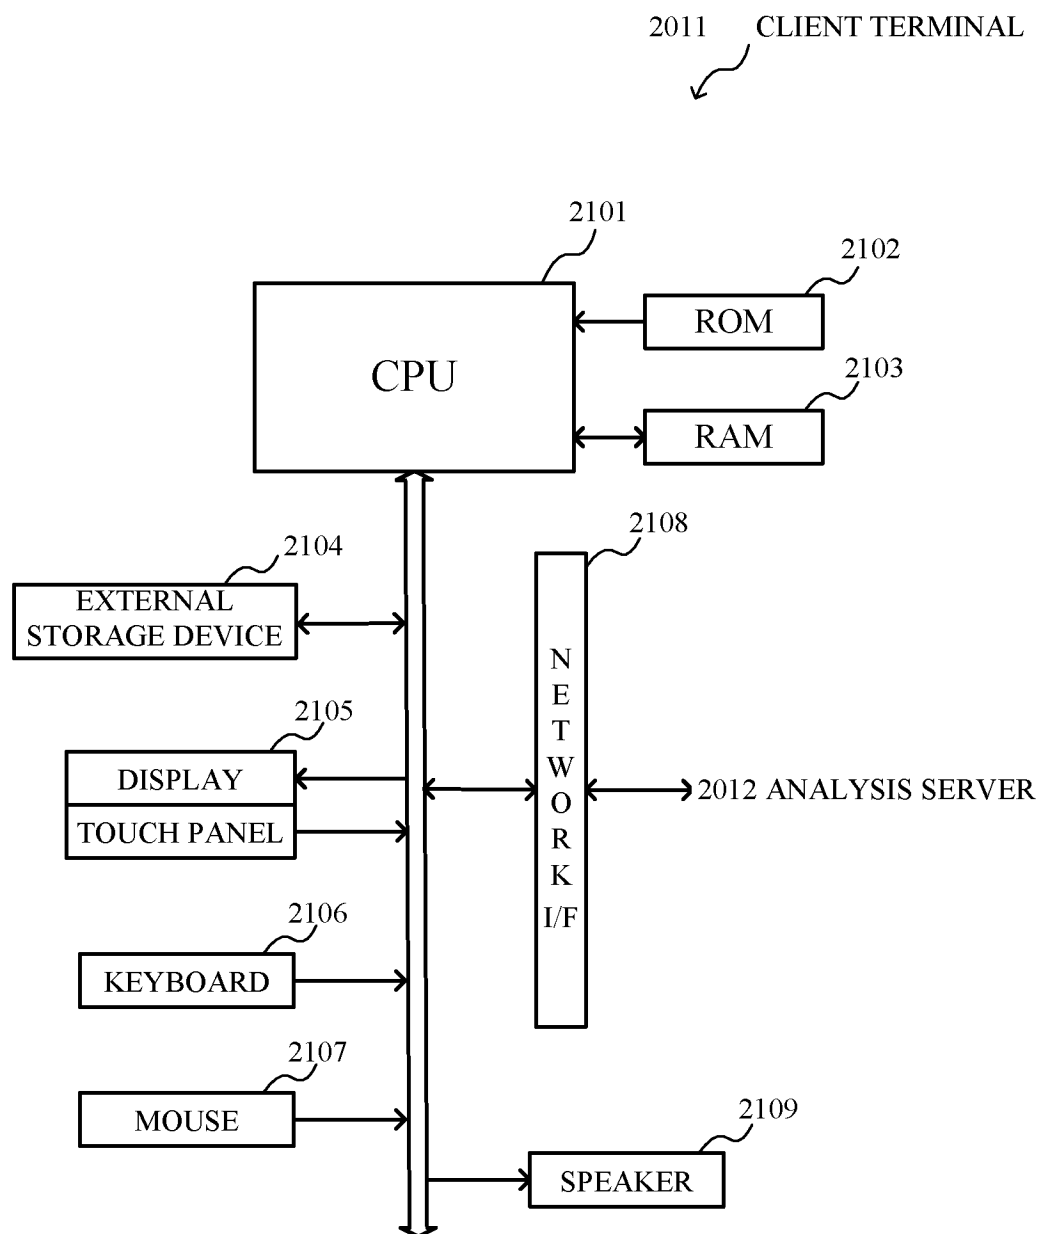 2011 CLIENT TERMINAL
2101
2102
CPU
ROM
2103
RAM
2104
2108
EXTERNAL
STORAGE DEVICE
2105
DISPLAY
TOUCH PANEL
NETWORK
I/F
2012 ANALYSIS SERVER
2106
KEYBOARD
2107
MOUSE
2109
SPEAKER